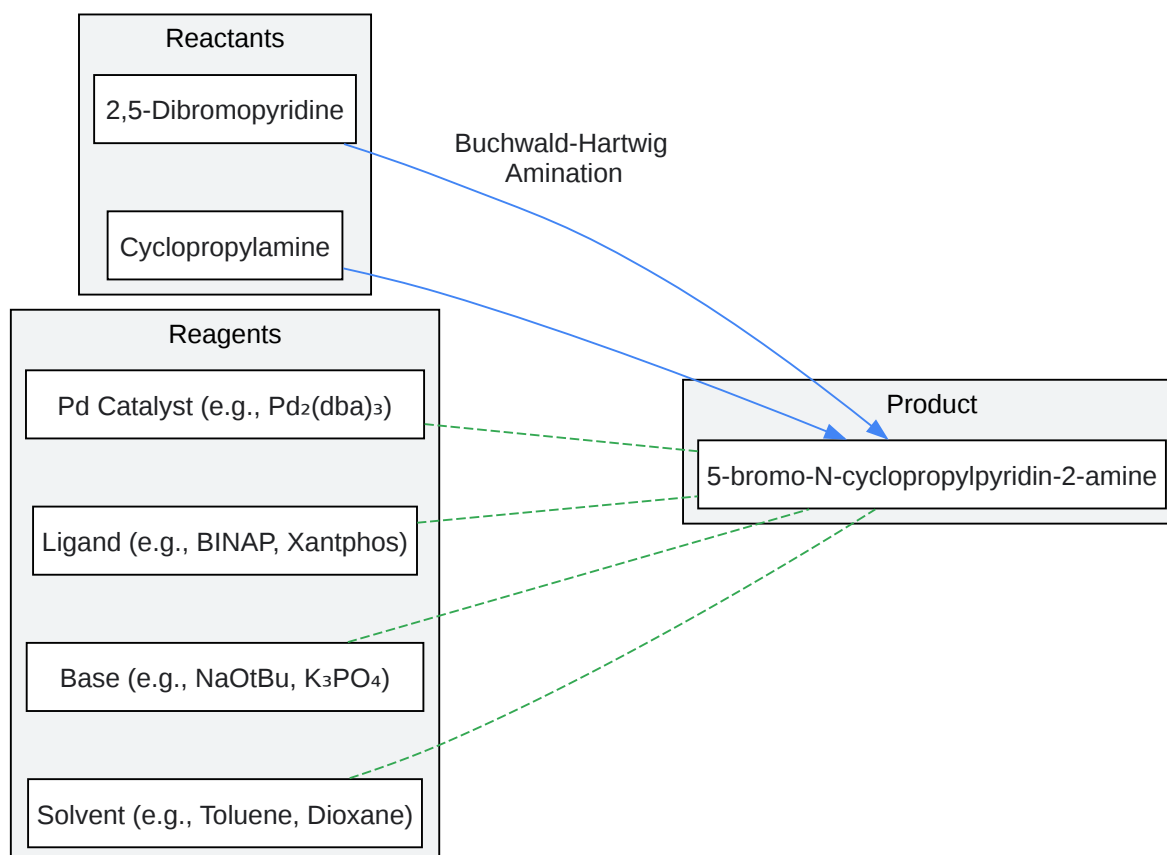 Reactants
2,5-Dibromopyridine
Buchwald-Hartwig
Amination
Cyclopropylamine
Reagents
Pd Catalyst (e.g., Pd₂(dba)₃)
Product
5-bromo-N-cyclopropylpyridin-2-amine
Ligand (e.g., BINAP, Xantphos)
Base (e.g., NaOtBu, K₃PO₄)
Solvent (e.g., Toluene, Dioxane)